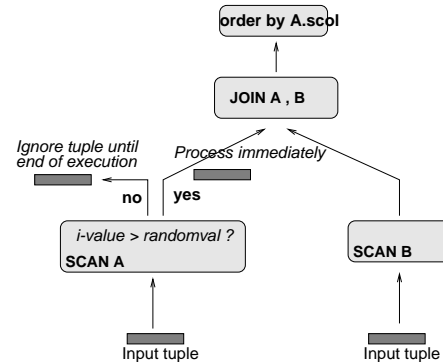 order by A.scol
JOIN A , B
Ignore tuple until
end of execution
Process immediately
no
yes
i-value > randomval ?
SCAN A
SCAN B
Input tuple
Input tuple